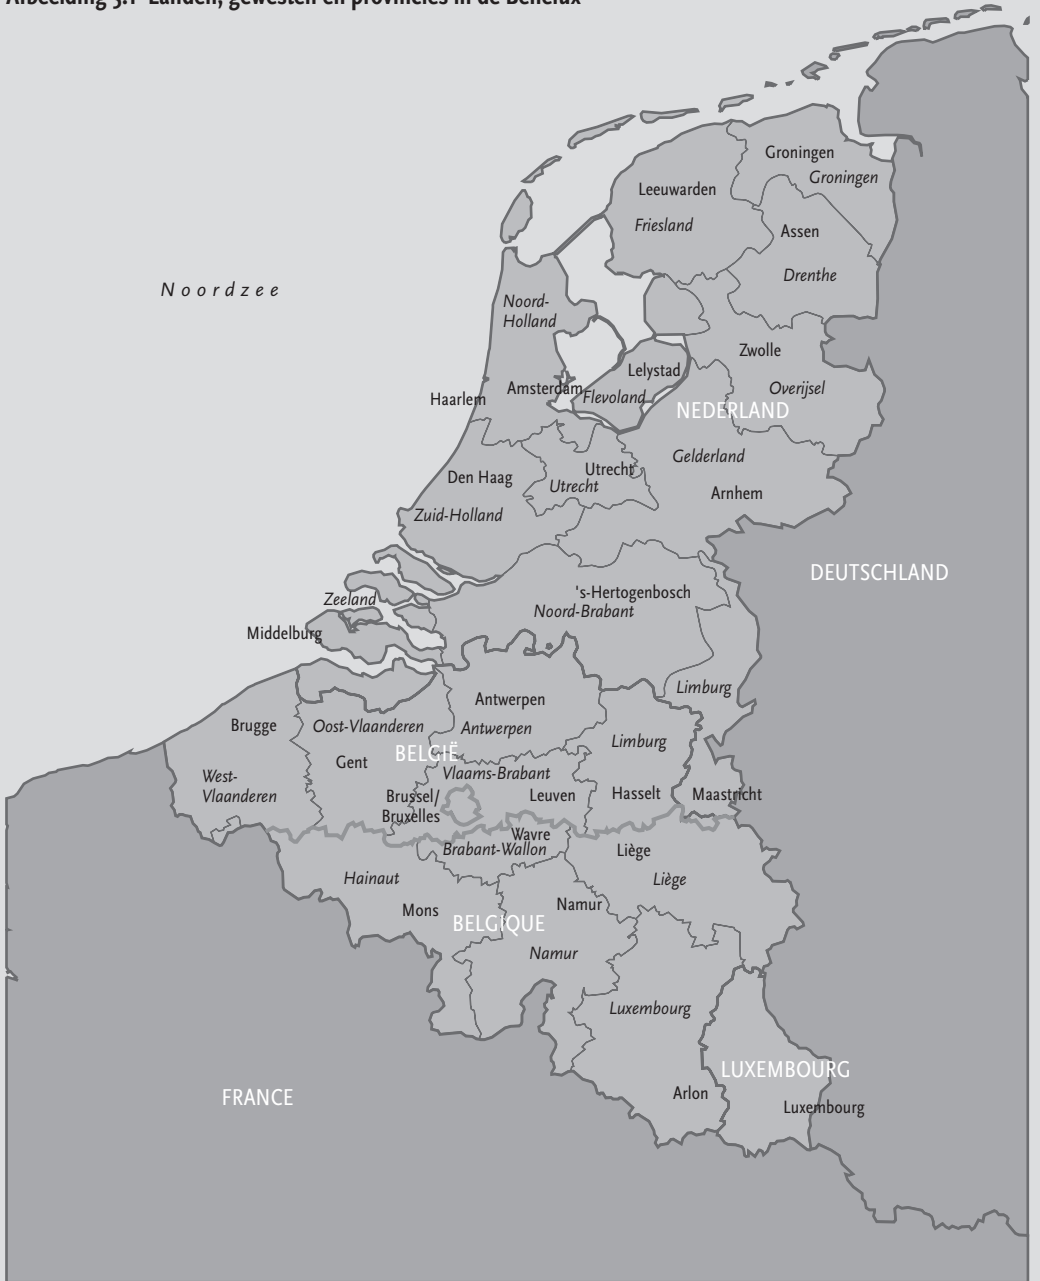 Afbeelding 3.1 Landen, gewesten en provincies in de Benelux
Groningen
Groningen
Leeuwarden
Friesland
Assen
Drenthe
Noordzee
Noord-
Holland
Zwolle
Lelystad
Overijsel
Amsterdam
Flevoland
Haarlem
NEDERLAND
Gelderland
Utrecht
Den Haag
Utrecht
Arnhem
Zuid-Holland
DEUTSCHLAND
's-Hertogenbosch
Zeeland
Noord-Brabant
Middelburg
Limburg
Antwerpen
Brugge
Oost-Vlaanderen
Antwerpen
Limburg
BELGIË
Gent
Vlaams-Brabant
West-
Vlaanderen
Brussel/
Bruxelles
Leuven
Hasselt
Maastricht
Wavre
Brabant-Wallon
Liège
Hainaut
Liège
Mons
Namur
BELGIQUE
Namur
Luxembourg
LUXEMBOURG
FRANCE
Arlon
Luxembourg